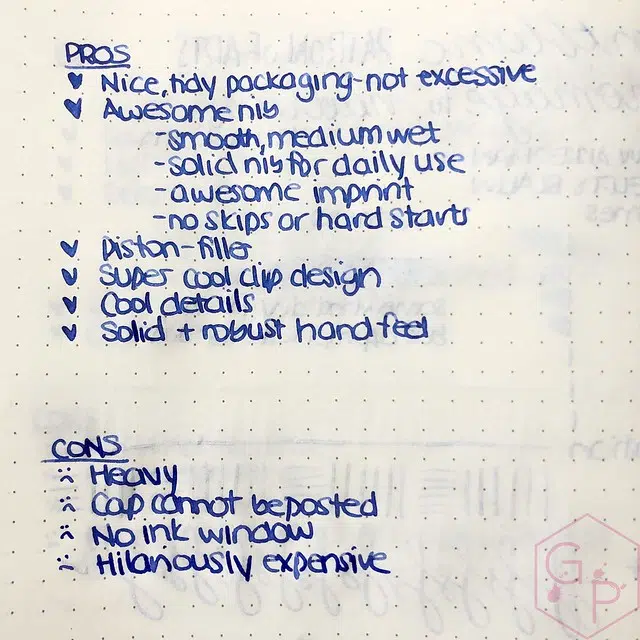 PROS
Nice, tidy packaging-not excessive
Awesome nib
-smooth, medium wet
-solid nib for daily use
-awesome imprint
-no skips or hard starts
Piston-filler
Super cool clip design
Cool details
Solid + robust hand feel
CONS
Heavy
Cap cannot be posted
No ink window
Hilariously expensive
G
P